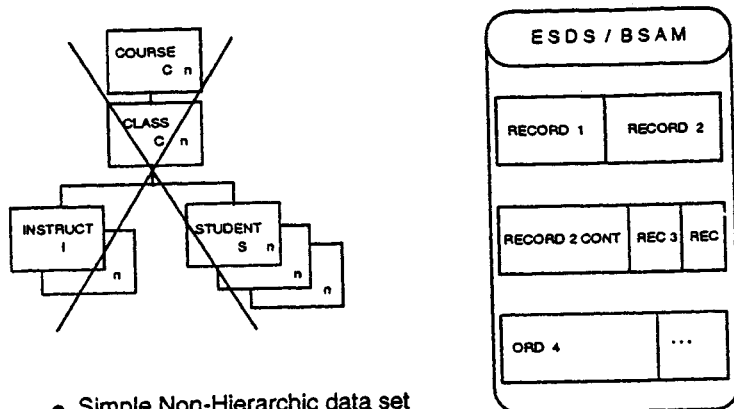 COURSE
C n
CLASS
C n
INSTRUCT
I
n
STUDENT
S n
n
n
ESDS / BSAM
RECORD 1 RECORD 2
RECORD 2 CONT REC 3 REC
ORD 4 ...
• Simple Non-Hierarchic data set